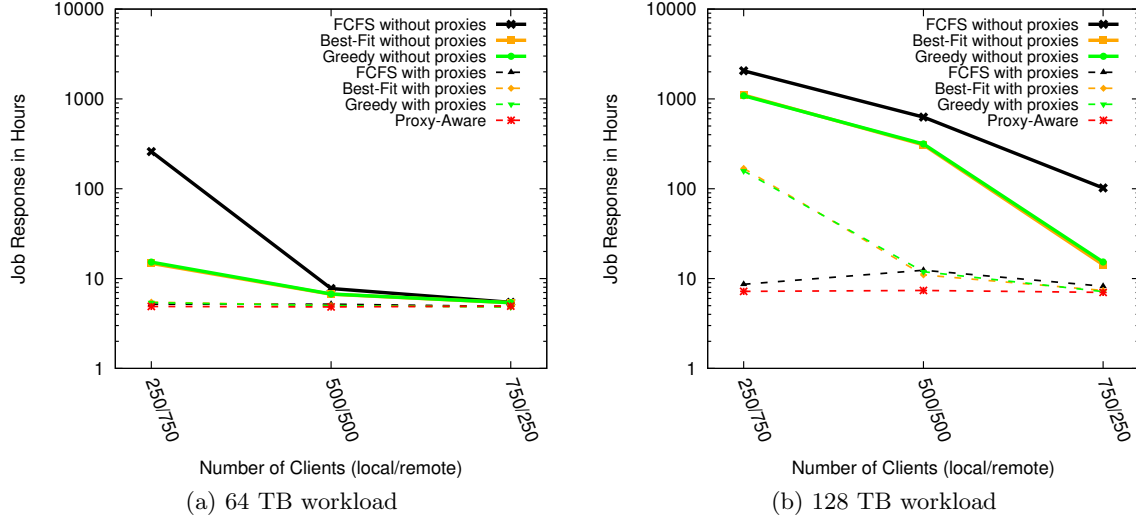 10000
1000
100
10
1
Job Response in Hours
FCFS without proxies
Best-Fit without proxies
Greedy without proxies
FCFS with proxies
Best-Fit with proxies
Greedy with proxies
Proxy-Aware
250/750
500/500
750/250
Number of Clients (local/remote)
(a) 64 TB workload
10000
1000
100
10
1
Job Response in Hours
FCFS without proxies
Best-Fit without proxies
Greedy without proxies
FCFS with proxies
Best-Fit with proxies
Greedy with proxies
Proxy-Aware
250/750
500/500
750/250
Number of Clients (local/remote)
(b) 128 TB workload